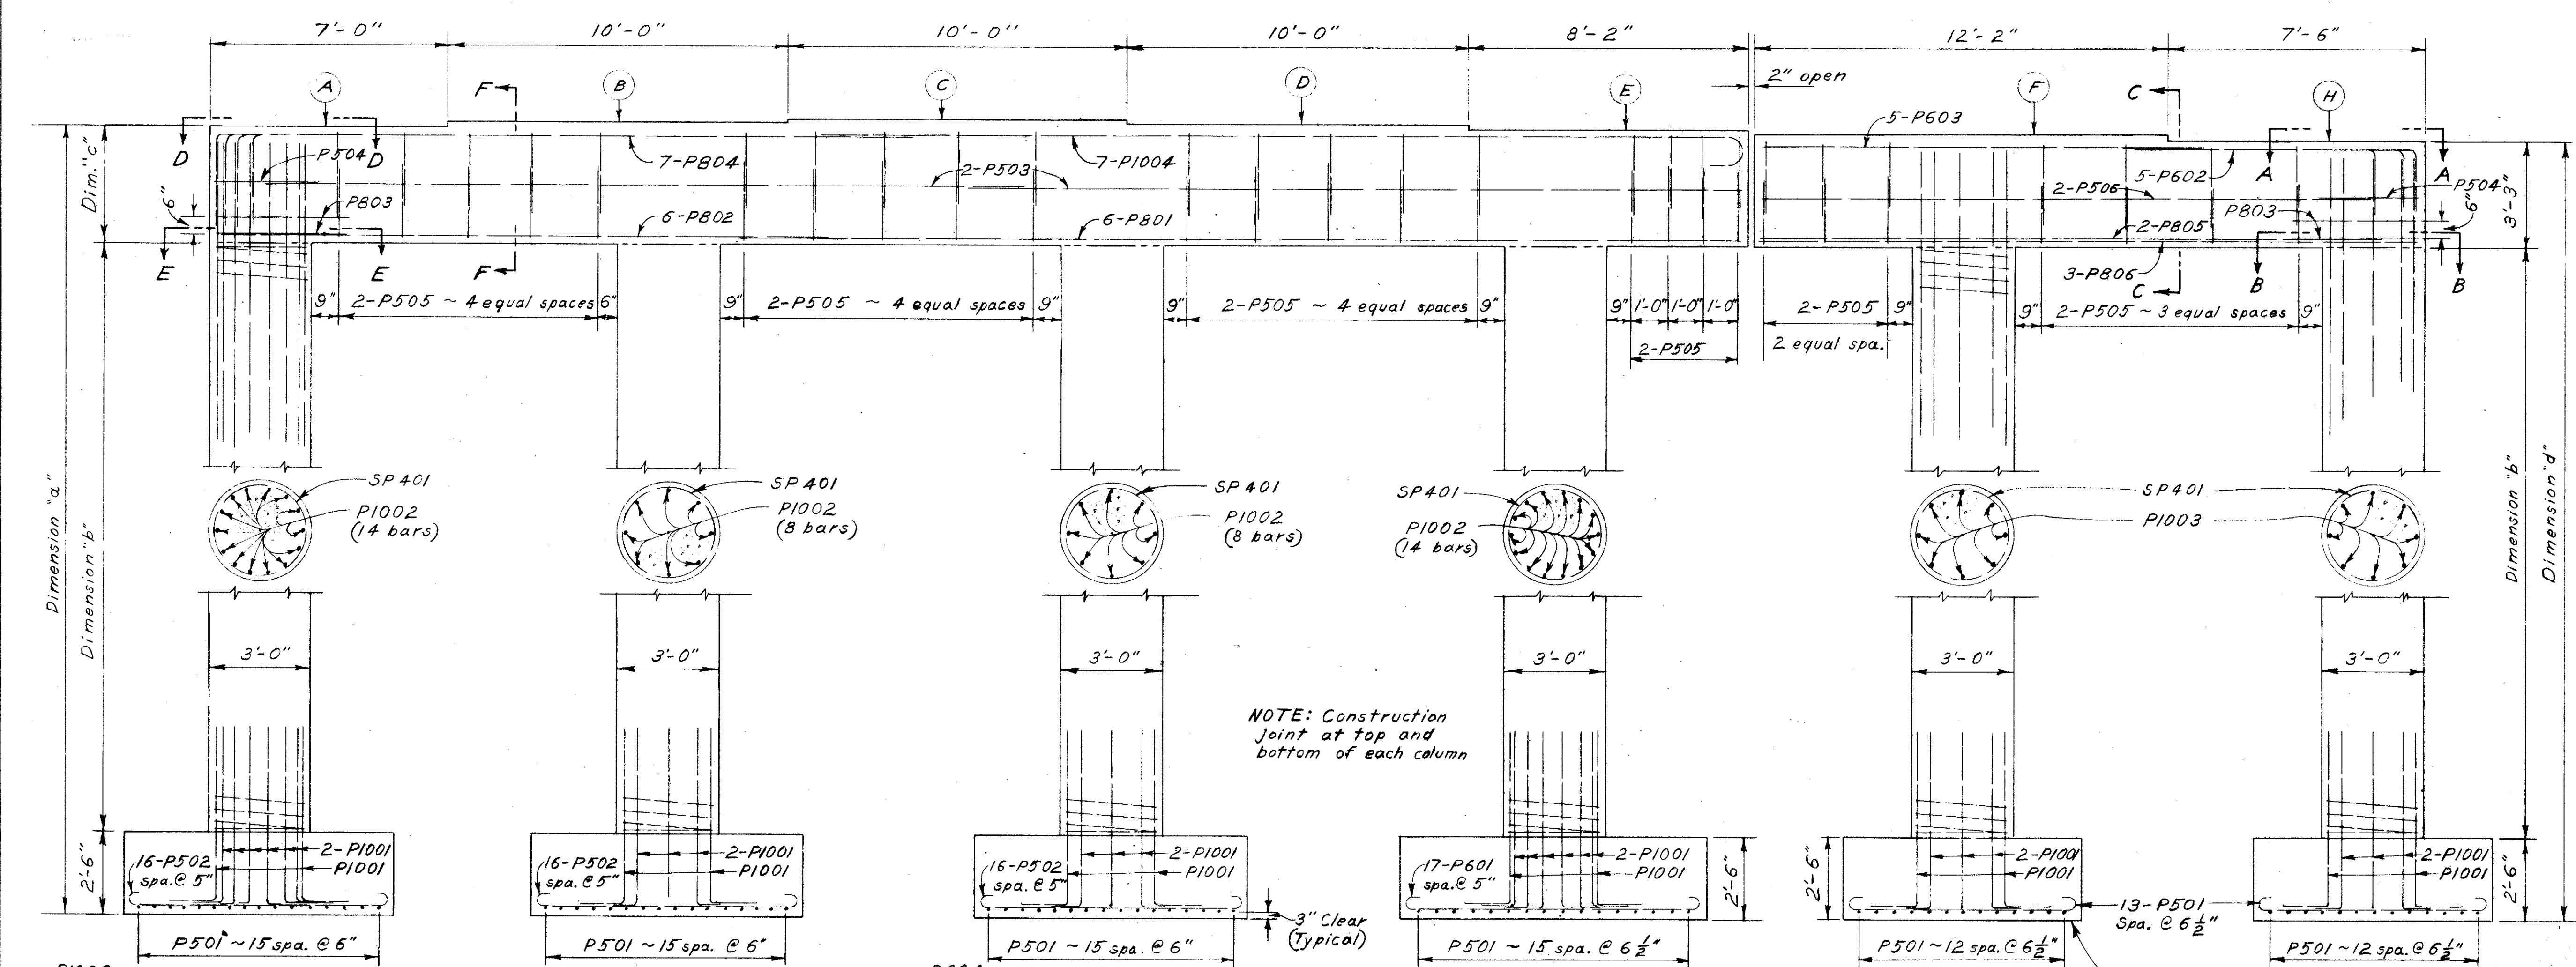 7'-0" 10'-0" 10'-0" 10'-0" 8'-2" 12'-2" 7'-6"
2" open
A F B C D E F C H
5-P603
D D P504 7-P804 2-P503 7-P1004 5-P602 A A
2-P506 P504
Dim. "c" 6" P803 6-P802 6-P801 P803 6" 3'-3"
2-P805
E E F 3-P806 C B B
9" 2-P505 ~ 4 equal spaces 6" 9" 2-P505 ~ 4 equal spaces 9" 9" 2-P505 ~ 4 equal spaces 9" 9" 1'-0" 1'-0" 1'-0" 2-P505 9" 9" 2-P505 ~ 3 equal spaces 9"
2-P505 2 equal spa.
Dimension "a"
Dimension "b"
SP401
P1002
(14 bars)
SP401
P1002
(8 bars)
SP401
P1002
(8 bars)
SP401
P1002
(14 bars)
SP401
P1003
Dimension "b"
Dimension "d"
3'-0" 3'-0" 3'-0" 3'-0" 3'-0" 3'-0"
NOTE: Construction
joint at top and
bottom of each column
2'-6"
16-P502
spa. @ 5"
2-P1001
P1001
16-P502
spa. @ 5"
2-P1001
P1001
16-P502
spa. @ 5"
2-P1001
P1001
17-P601
spa. @ 5"
2-P1001
P1001
2'-6"
2'-6"
2-P1001
P1001
2-P1001
P1001
2'-6"
3" Clear
(Typical)
13-P501
Spa. @ 6 1/2"
P501 ~ 15 spa. @ 6" P501 ~ 15 spa. @ 6" P501 ~ 15 spa. @ 6" P501 ~ 15 spa. @ 6 1/2" P501 ~ 12 spa. @ 6 1/2" P501 ~ 12 spa. @ 6 1/2"